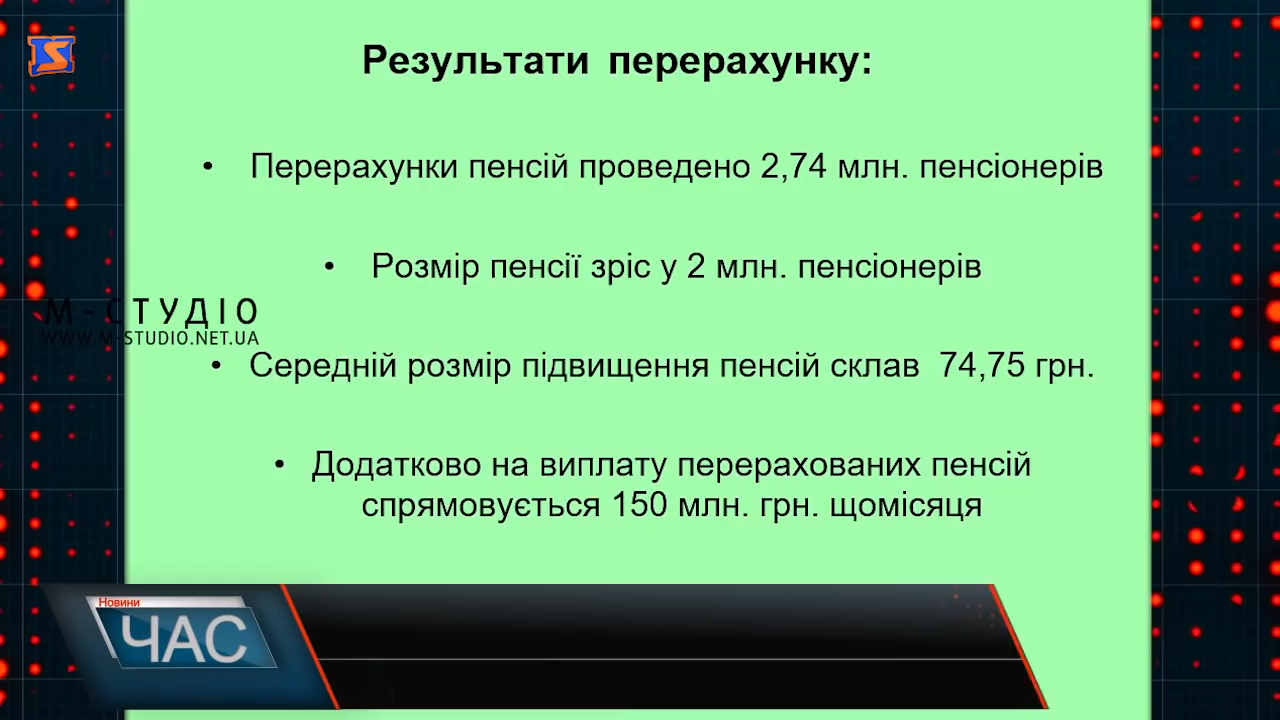 Результати перерахунку:
• Перерахунки пенсій проведено 2,74 млн. пенсіонерів
• Розмір пенсії зріс у 2 млн. пенсіонерів
М-СТУДІО
WWW.M-STUDIO.NET.UA
• Середній розмір підвищення пенсій склав 74,75 грн.
• Додатково на виплату перерахованих пенсій
спрямовується 150 млн. грн. щомісяця
Новини
ЧАС